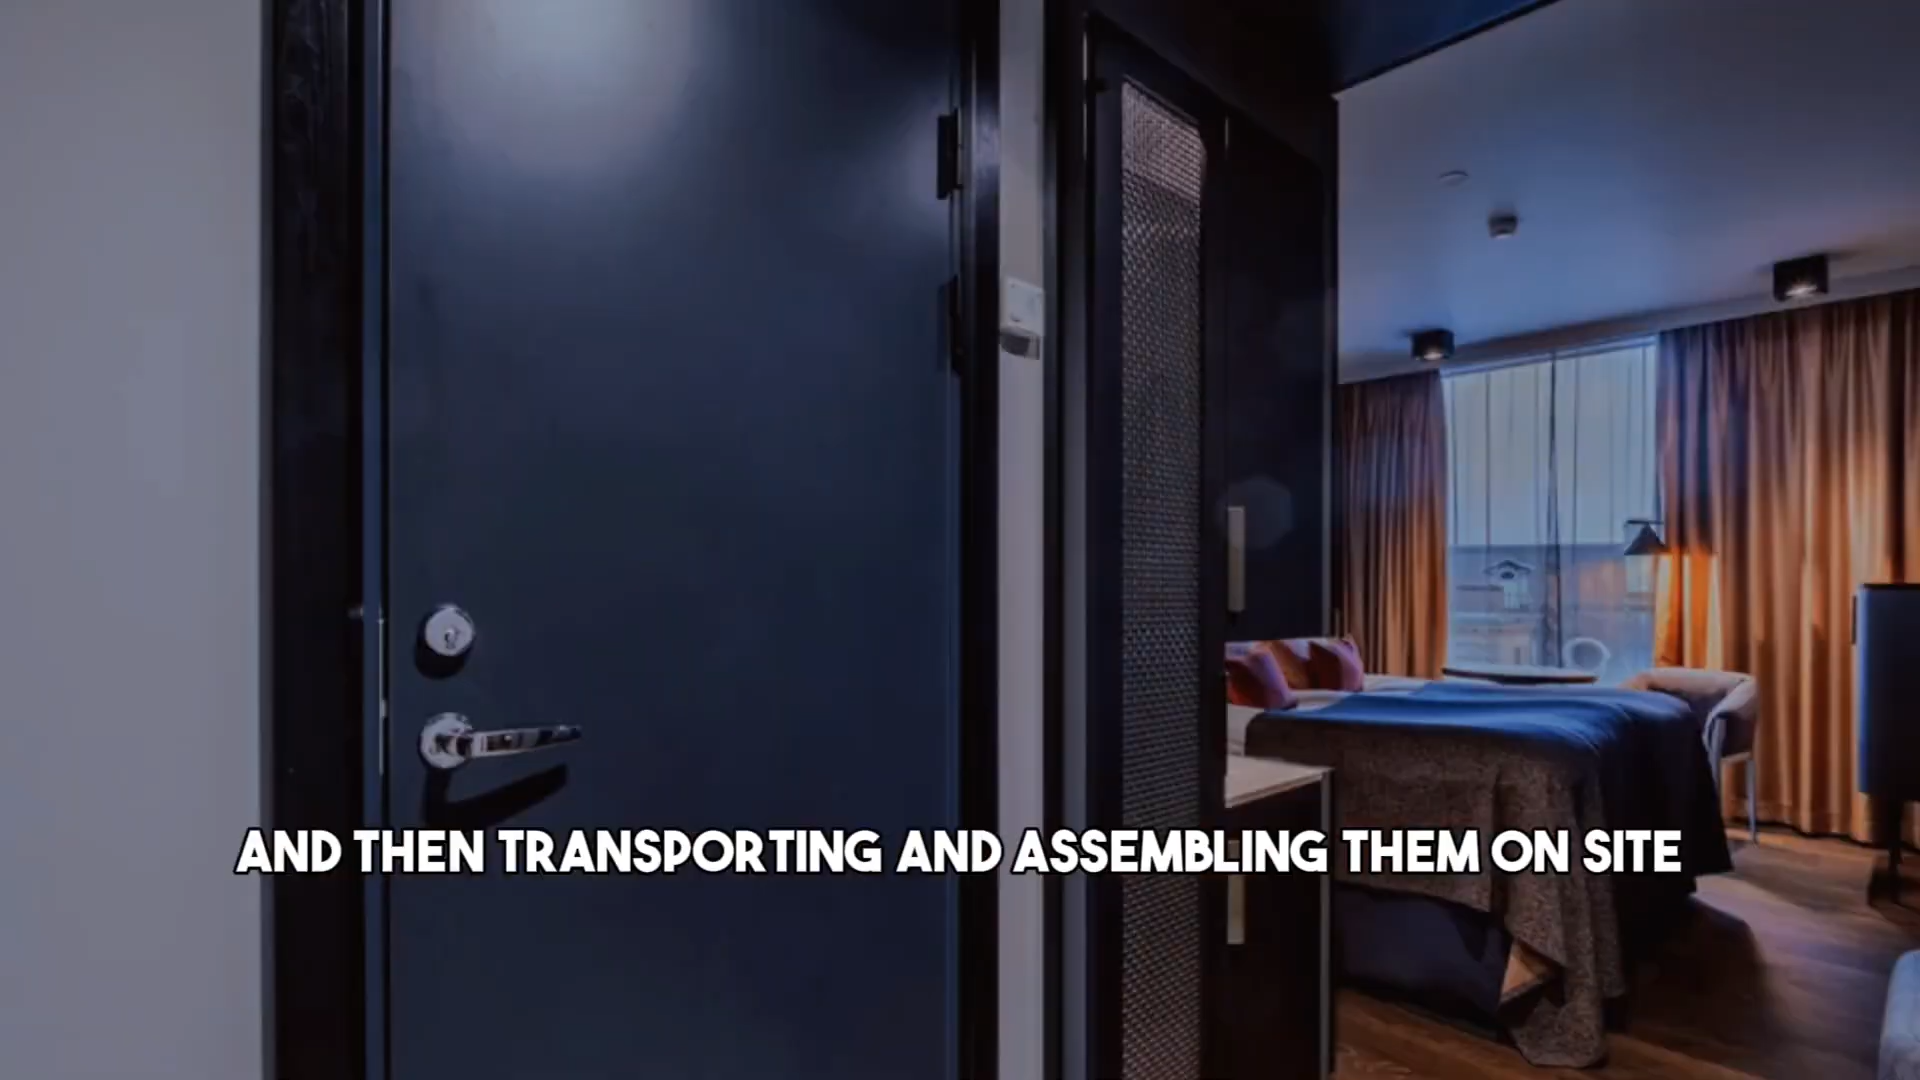 AND THEN TRANSPORTING AND ASSEMBLING THEM ON SITE